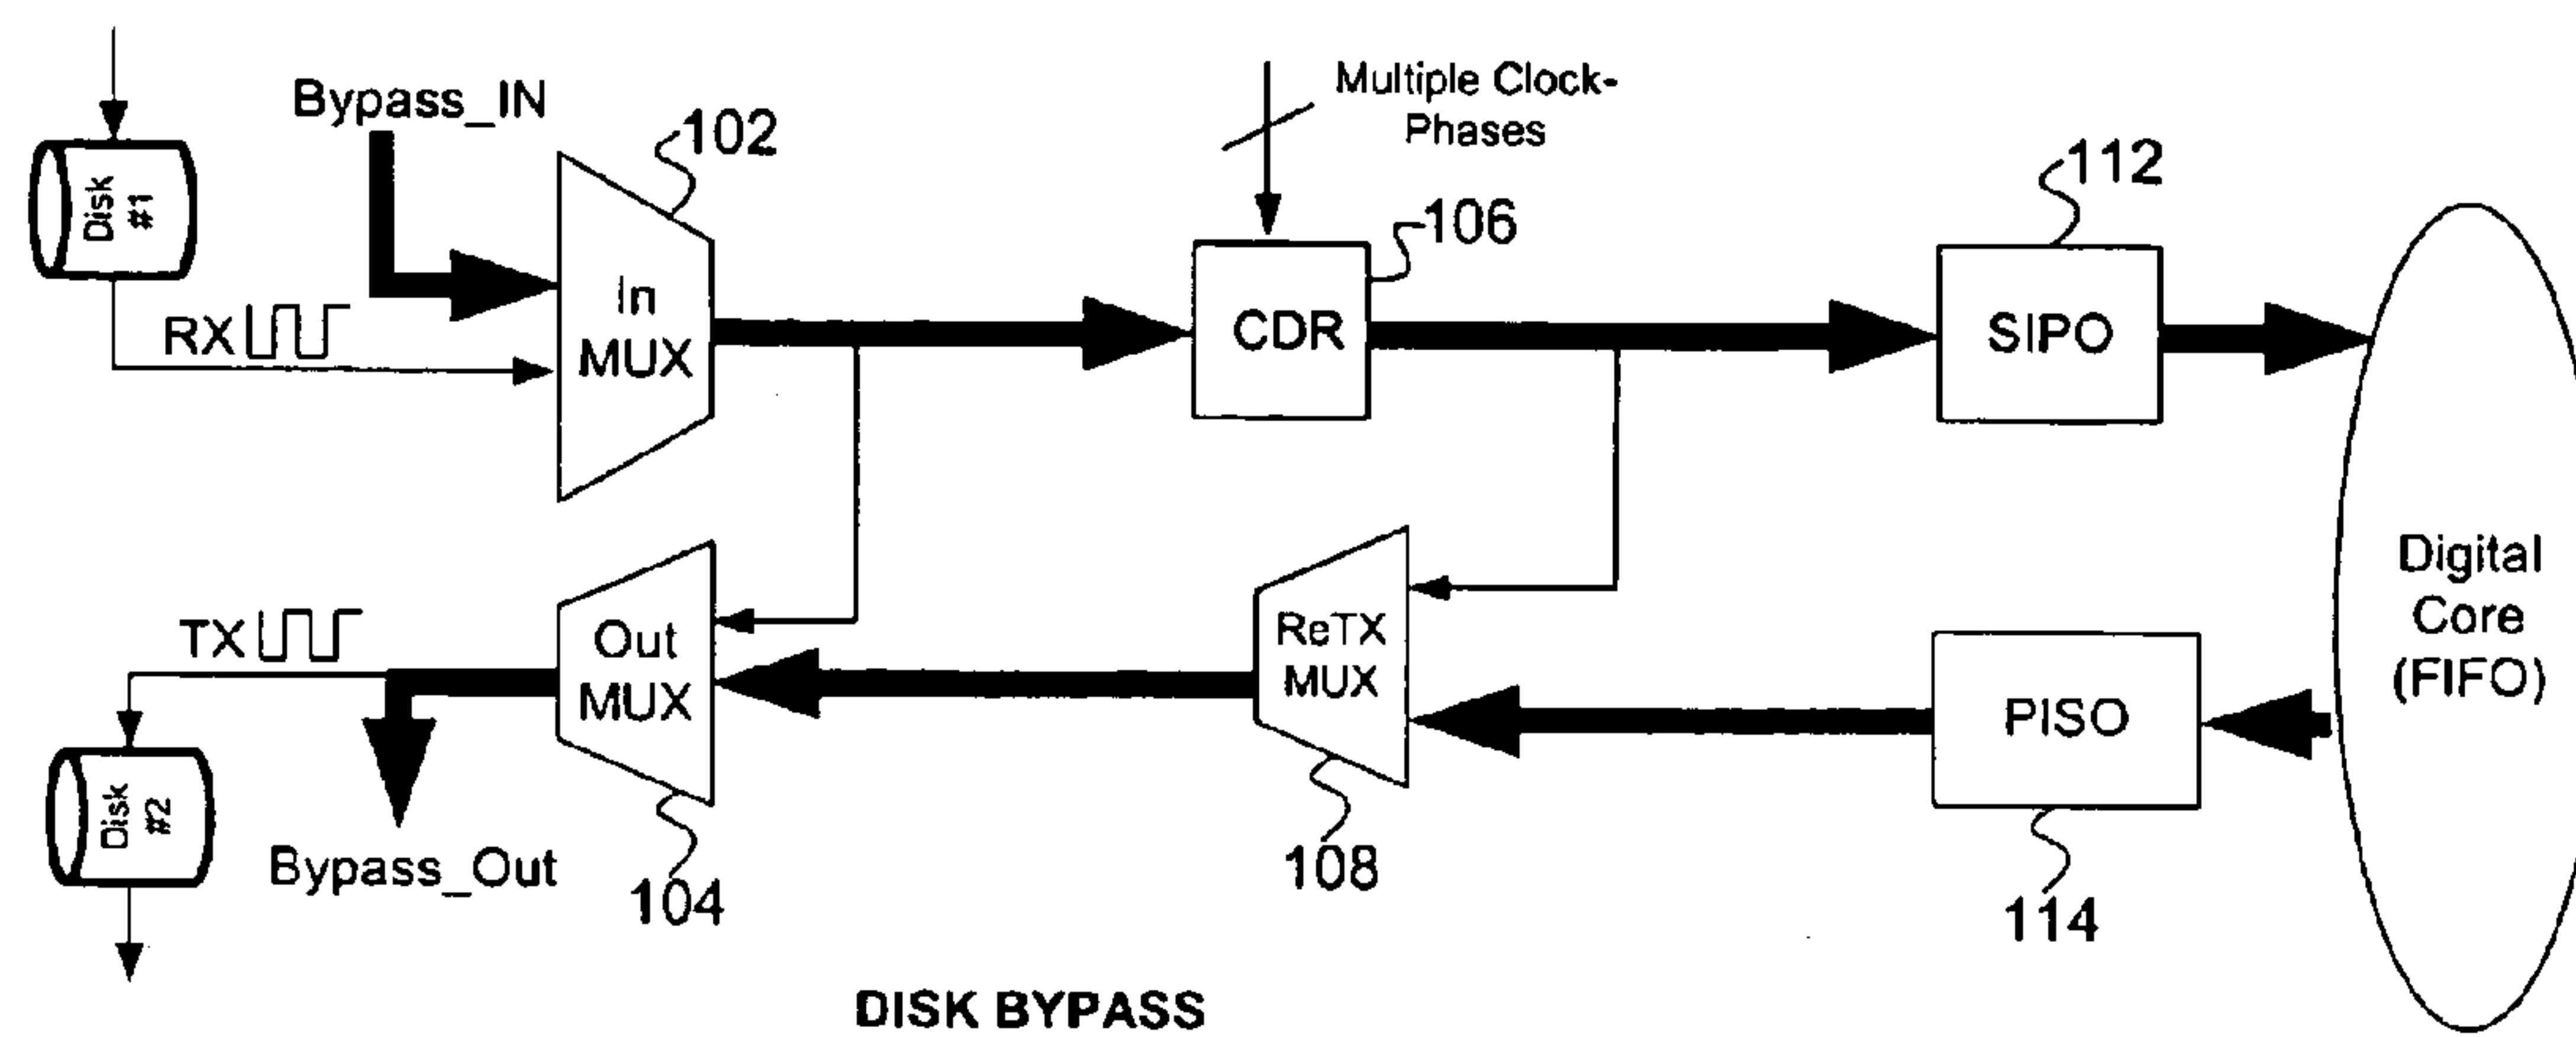 Bypass_IN
102
Multiple Clock-
Phases
112
Disk
#1
106
In
MUX
RX
CDR
SIPO
Digital
Core
(FIFO)
TX
Out
MUX
ReTX
MUX
PISO
Disk
#2
Bypass_Out
104
108
114
DISK BYPASS